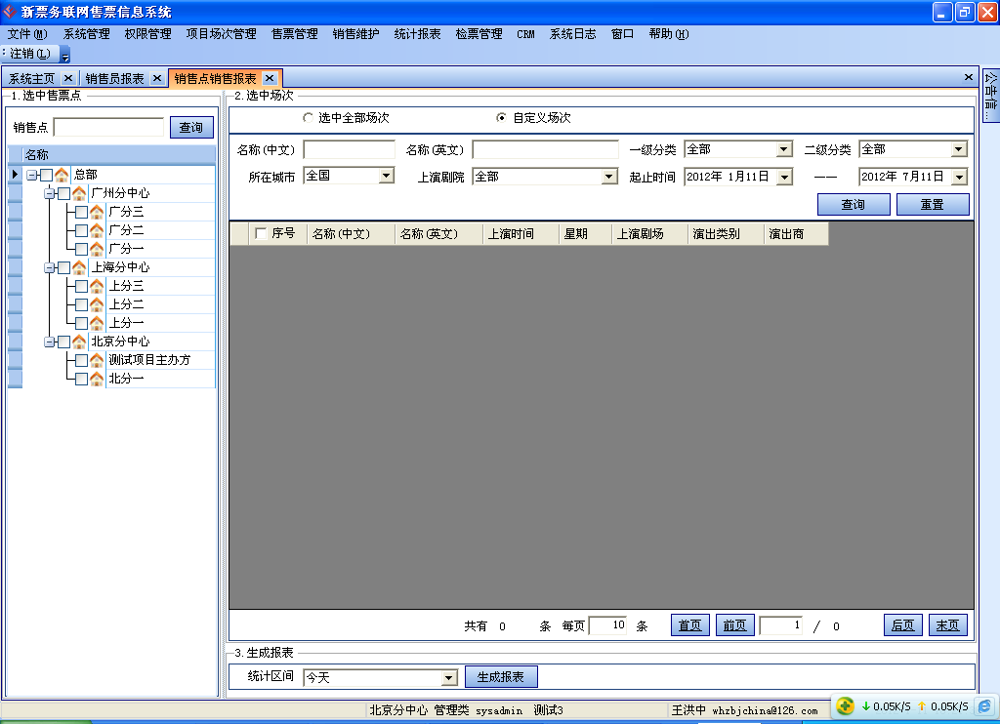 新票务联网售票信息系统
文件(M) 系统管理 权限管理 项目场次管理 售票管理 销售维护 统计报表 检票管理 CRM 系统日志 窗口 帮助(H)
注销(L)
系统主页 销售员报表 销售点销售报表
公告信...
1.选中售票点
销售点 查询
名称
总部
广州分中心
广分三
广分二
广分一
上海分中心
上分三
上分二
上分一
北京分中心
测试项目主办方
北分一
2.选中场次
选中全部场次 自定义场次
名称(中文) 名称(英文) 一级分类 全部 二级分类 全部
所在城市 全国 上演剧院 全部 起止时间 2012年 1月11日 —— 2012年 7月11日
查询 重置
序号 名称(中文) 名称(英文) 上演时间 星期 上演剧场 演出类别 演出商
共有 0 条 每页 10 条 首页 前页 1 / 0 后页 末页
3.生成报表
统计区间 今天 生成报表
北京分中心 管理类 sysadmin 测试3 王洪中 whzbjchina@126.com
0.05K/S 0.05K/S